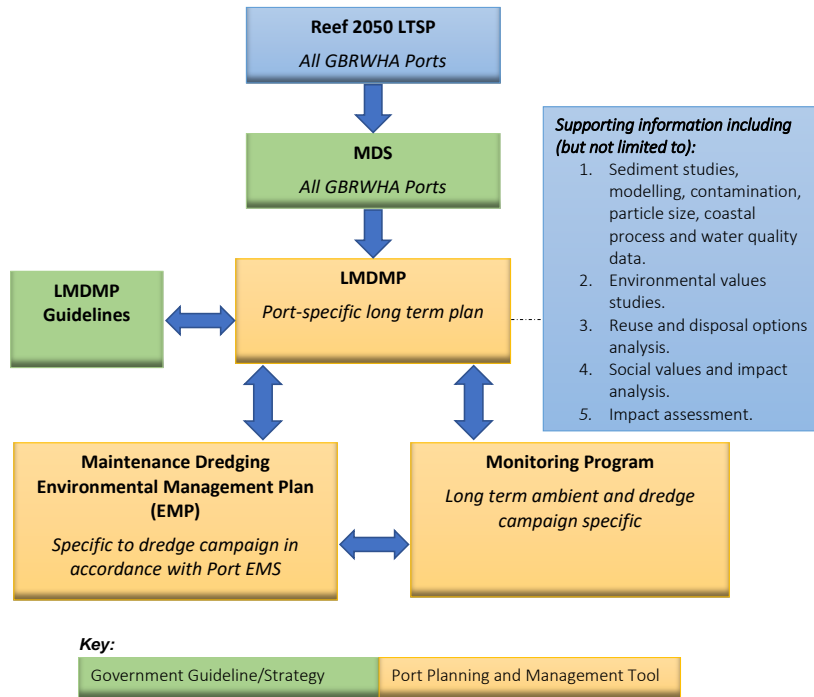 Reef 2050 LTSP
All GBRWHA Ports
MDS
All GBRWHA Ports
Supporting information including
(but not limited to):
1. Sediment studies,
modelling, contamination,
particle size, coastal
process and water quality
data.
2. Environmental values
studies.
3. Reuse and disposal options
analysis.
4. Social values and impact
analysis.
5. Impact assessment.
LMDMP
Guidelines
LMDMP
Port-specific long term plan
Maintenance Dredging
Environmental Management Plan
(EMP)
Specific to dredge campaign in
accordance with Port EMS
Monitoring Program
Long term ambient and dredge
campaign specific
Key:
Government Guideline/Strategy
Port Planning and Management Tool